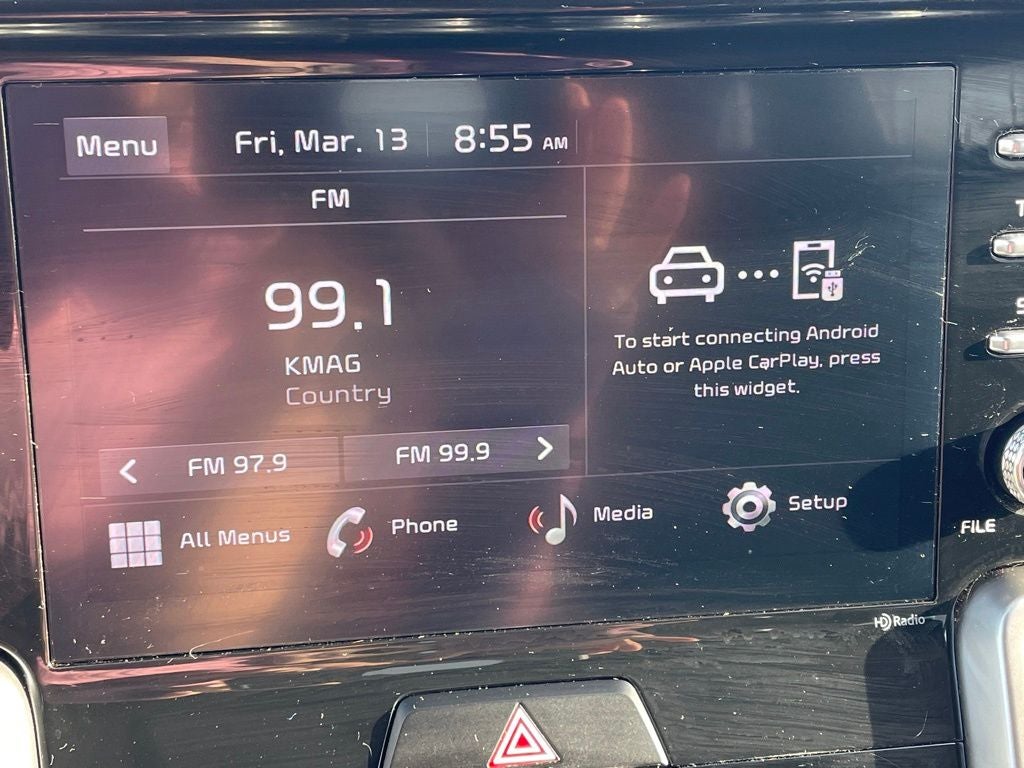 Menu
Fri, Mar. 13
8:55 AM
FM
99.1
KMAG
Country
To start connecting Android
Auto or Apple CarPlay, press
this widget.
FM 97.9
FM 99.9
All Menus
Phone
Media
Setup
FILE
HD Radio